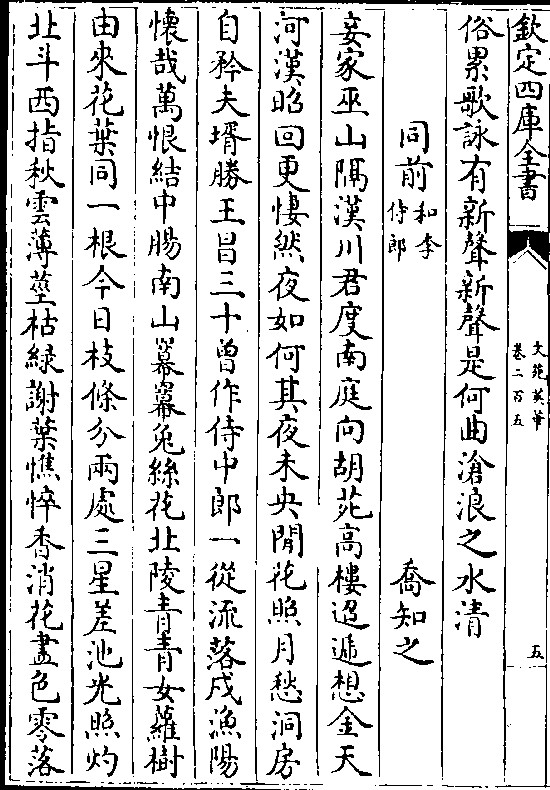 欽定四庫全書
文苑英華
卷二百五
五
俗累歌詠有新聲新聲是何曲滄浪之水清
同前和李侍郎
喬知之
妾家巫山隔漢川君度南庭向胡苑高樓迢遞想金天
河漢昭回更悽然夜如何其夜未央閒花照月愁洞房
自矜夫壻勝王昌三十曾作侍中郎一從流落戍漁陽
懷哉萬恨結中腸南山羃羃兔絲花北陵青青女蘿樹
由來花葉同一根今日枝條分兩處三星差池光照灼
北斗西指秋雲薄莖枯綠謝葉憔悴香消花盡色零落